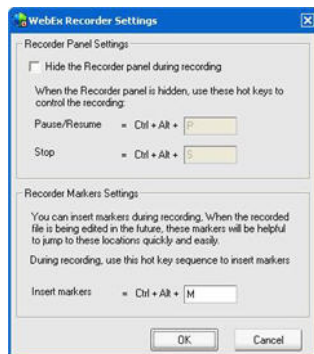 WebEx Recorder Settings
Recorder Panel Settings
Hide the Recorder panel during recording
When the Recorder panel is hidden, use these hot keys to
control the recording:
Pause/Resume = Ctrl + Alt + P
Stop = Ctrl + Alt + S
Recorder Markers Settings
You can insert markers during recording. When the recorded
file is being edited in the future, these markers will be helpful
to jump to these locations quickly and easily.
During recording, use this hot key sequence to insert markers
Insert markers = Ctrl + Alt + M
OK Cancel